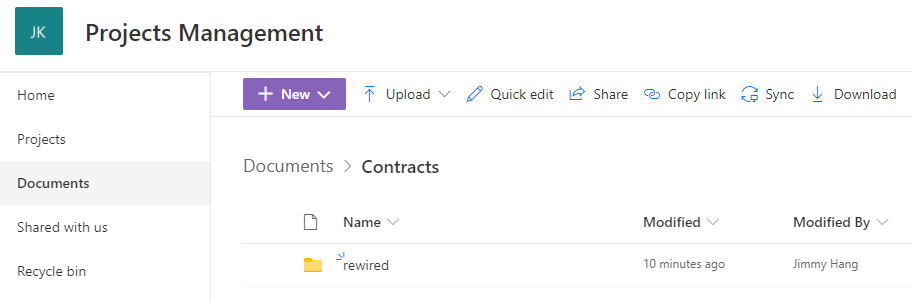 JK Projects Management
Home
Projects
Documents
Shared with us
Recycle bin
+ New Upload Quick edit Share Copy link Sync Download
Documents > Contracts
Name Modified Modified By
rewired 10 minutes ago Jimmy Hang